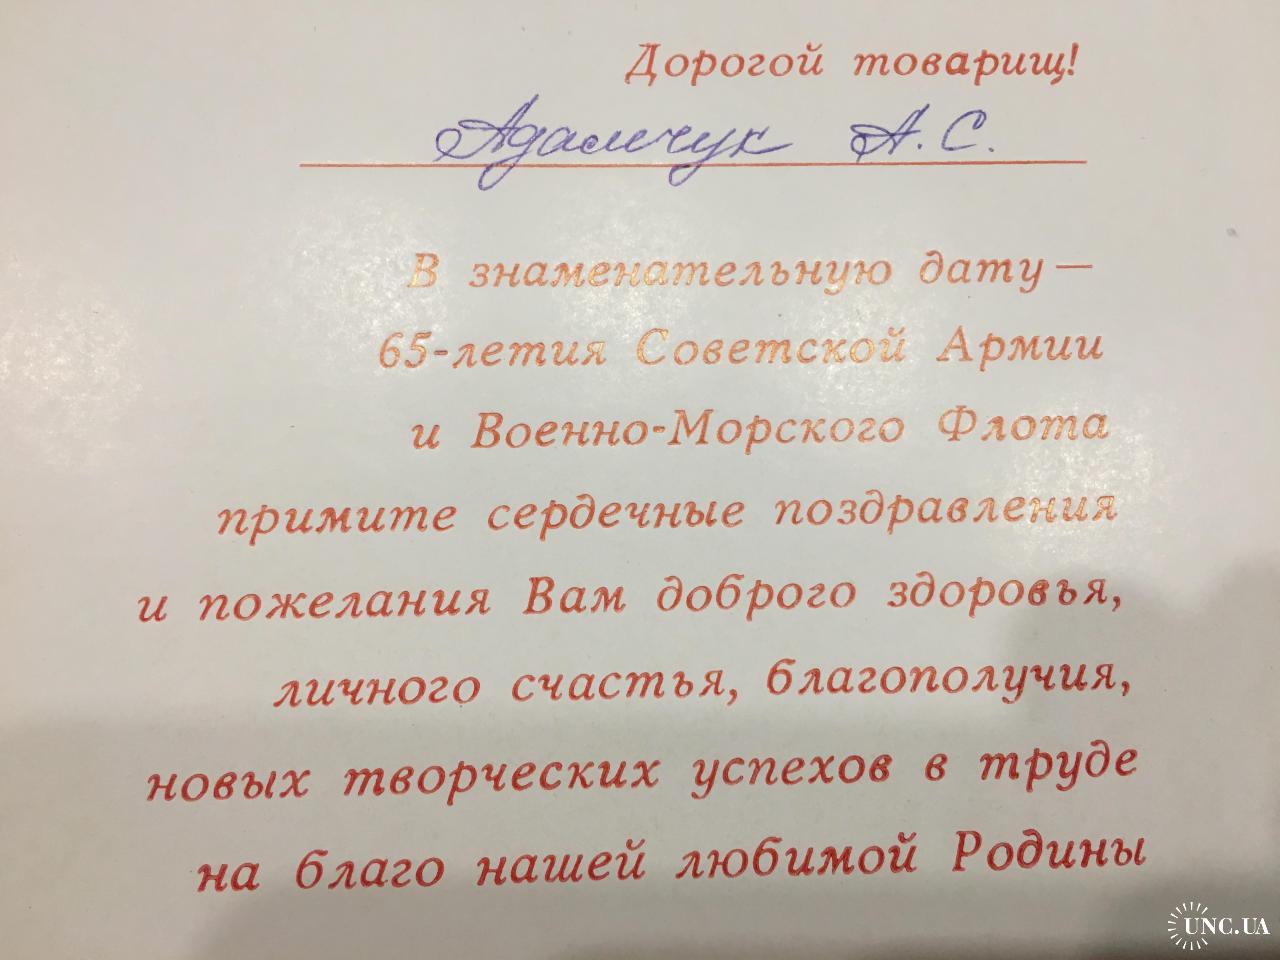 Дорогой товарищ!
Адамчук А. С.
В знаменательную дату —
65-летия Советской Армии
и Военно-Морского Флота
примите сердечные поздравления
и пожелания Вам доброго здоровья,
личного счастья, благополучия,
новых творческих успехов в труде
на благо нашей любимой Родины
UNC.UA